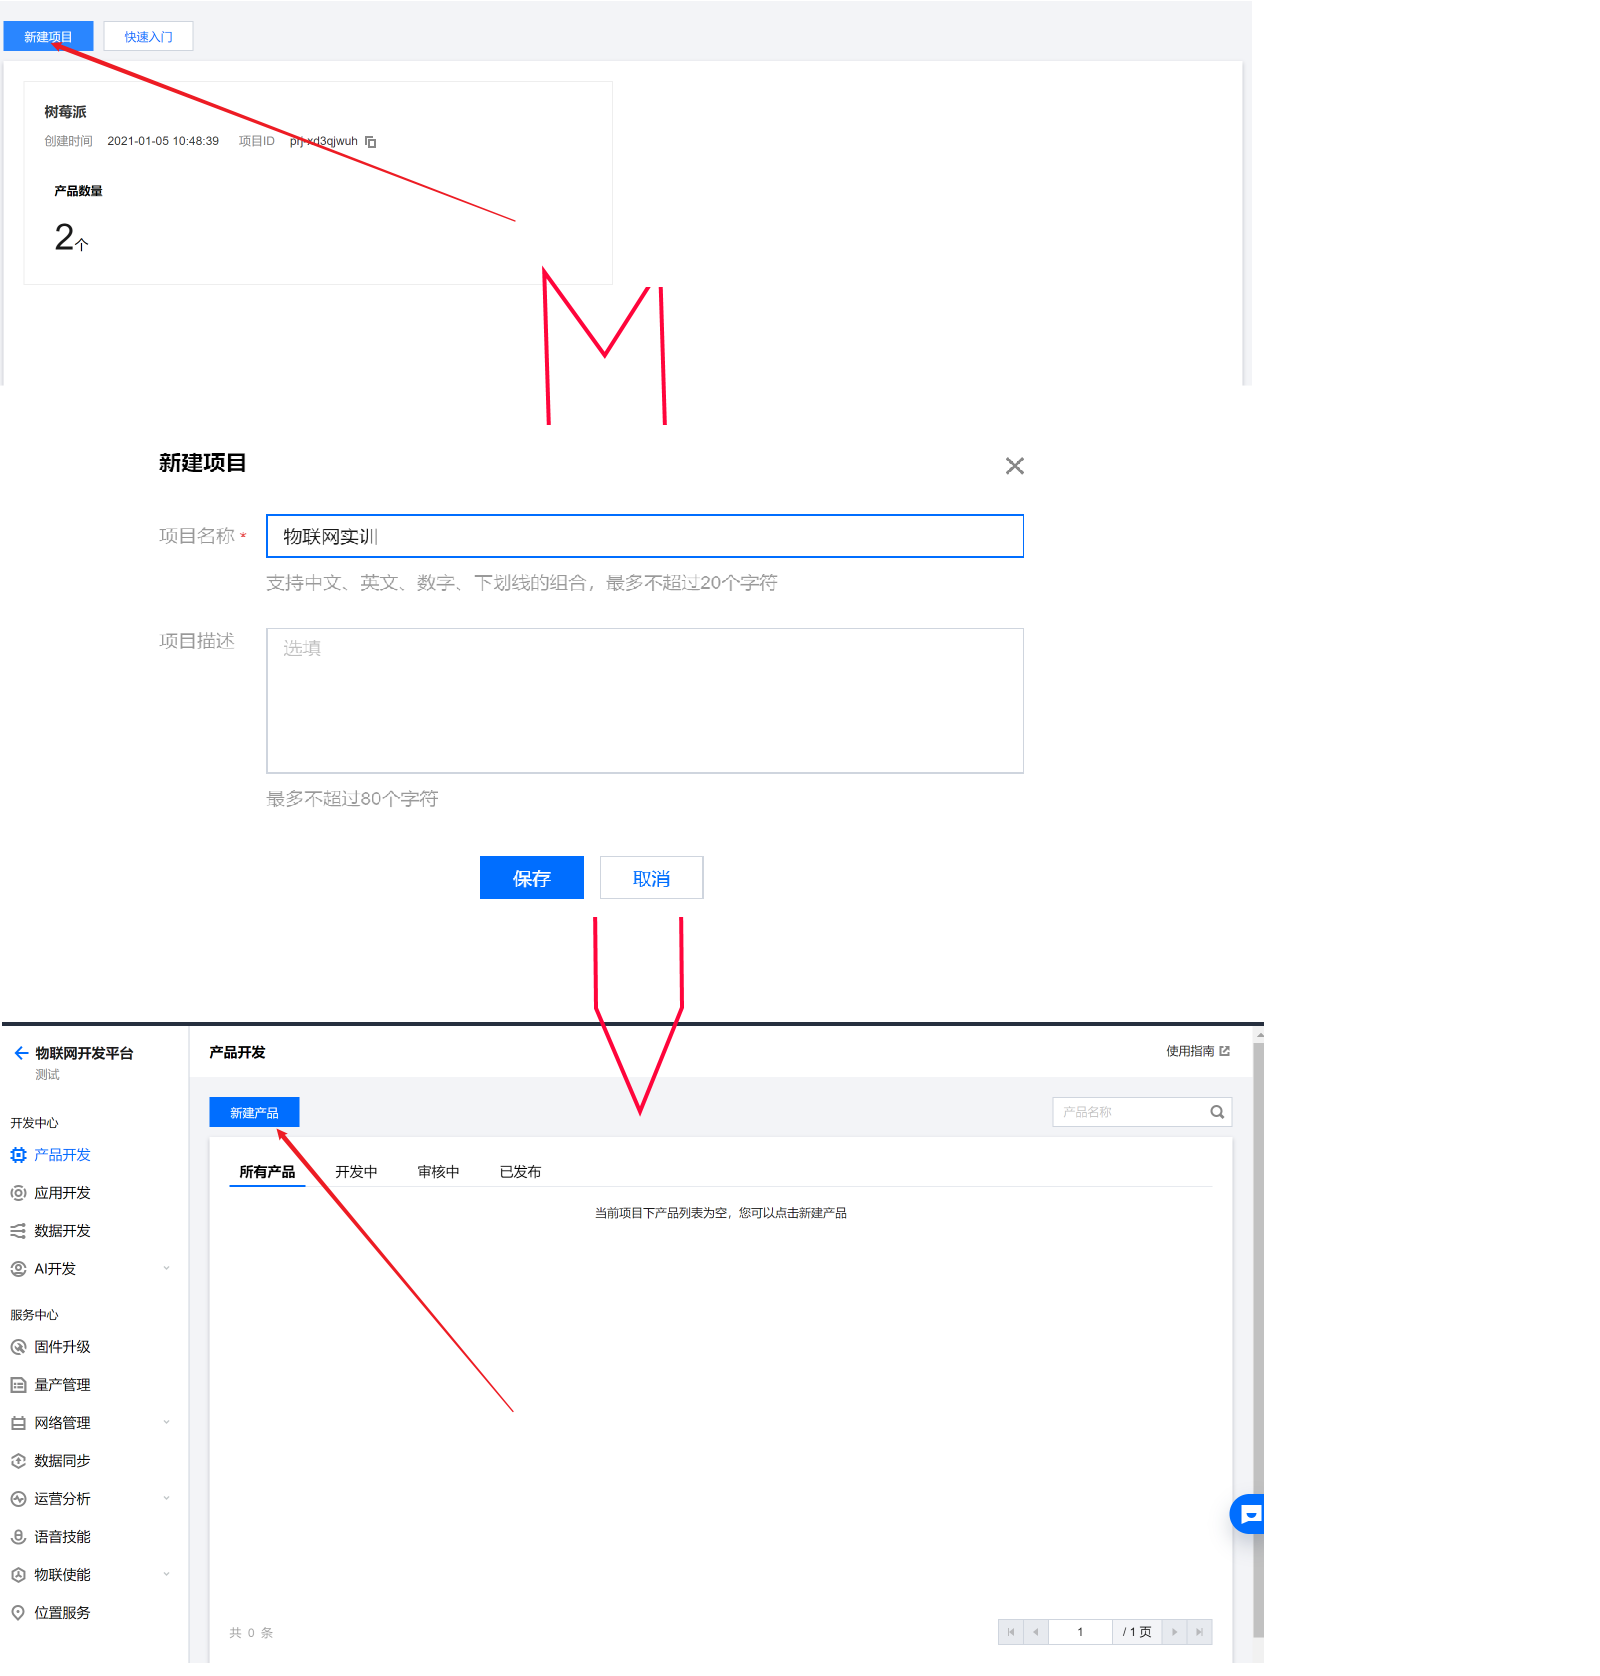 新建项目 快速入门
树莓派
创建时间 2021-01-05 10:48:39 项目ID prj-xd3qjwuh
产品数量
2个
新建项目
项目名称 * 物联网实训
支持中文、英文、数字、下划线的组合，最多不超过20个字符
项目描述 选填
最多不超过80个字符
保存 取消
物联网开发平台
测试
产品开发 使用指南
新建产品 产品名称
开发中心
产品开发
应用开发
数据开发
AI开发
服务中心
固件升级
量产管理
网络管理
数据同步
运营分析
语音技能
物联使能
位置服务
所有产品 开发中 审核中 已发布
当前项目下产品列表为空，您可以点击新建产品
共 0 条 1 / 1 页